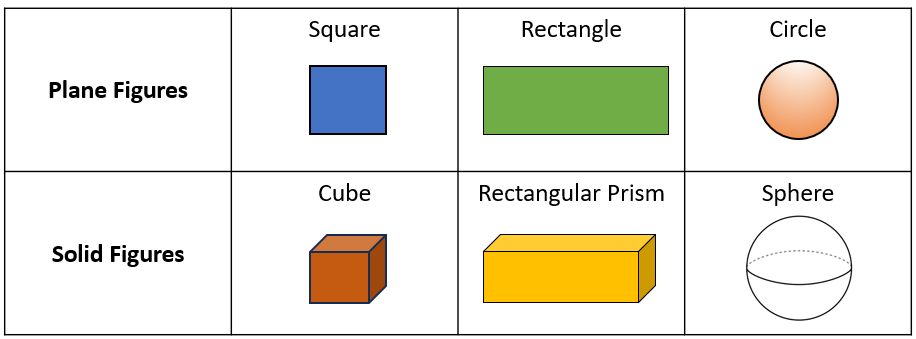 Square
Rectangle
Circle
Plane Figures
Cube
Rectangular Prism
Sphere
Solid Figures